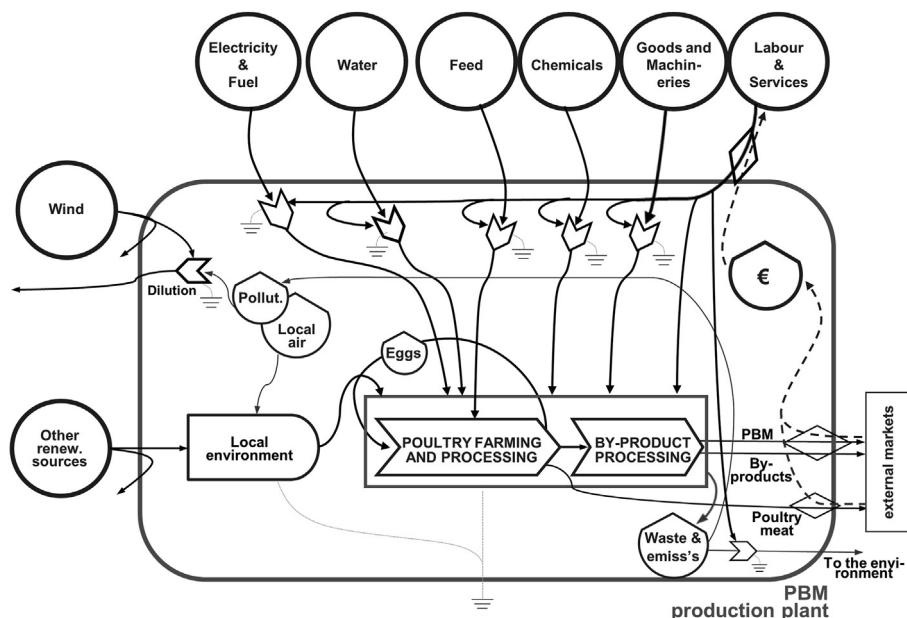 Electricity
&
Fuel
Water
Feed
Chemicals
Goods and
Machin-
eries
Labour
&
Services
Wind
Dilution
Pollut.
Local
air
€
Eggs
Other
renew.
sources
Local
environment
POULTRY FARMING
AND PROCESSING
BY-PRODUCT
PROCESSING
PBM
By-
products
Poultry
meat
external markets
Waste &
emiss's
To the envi-
ronment
PBM
production plant